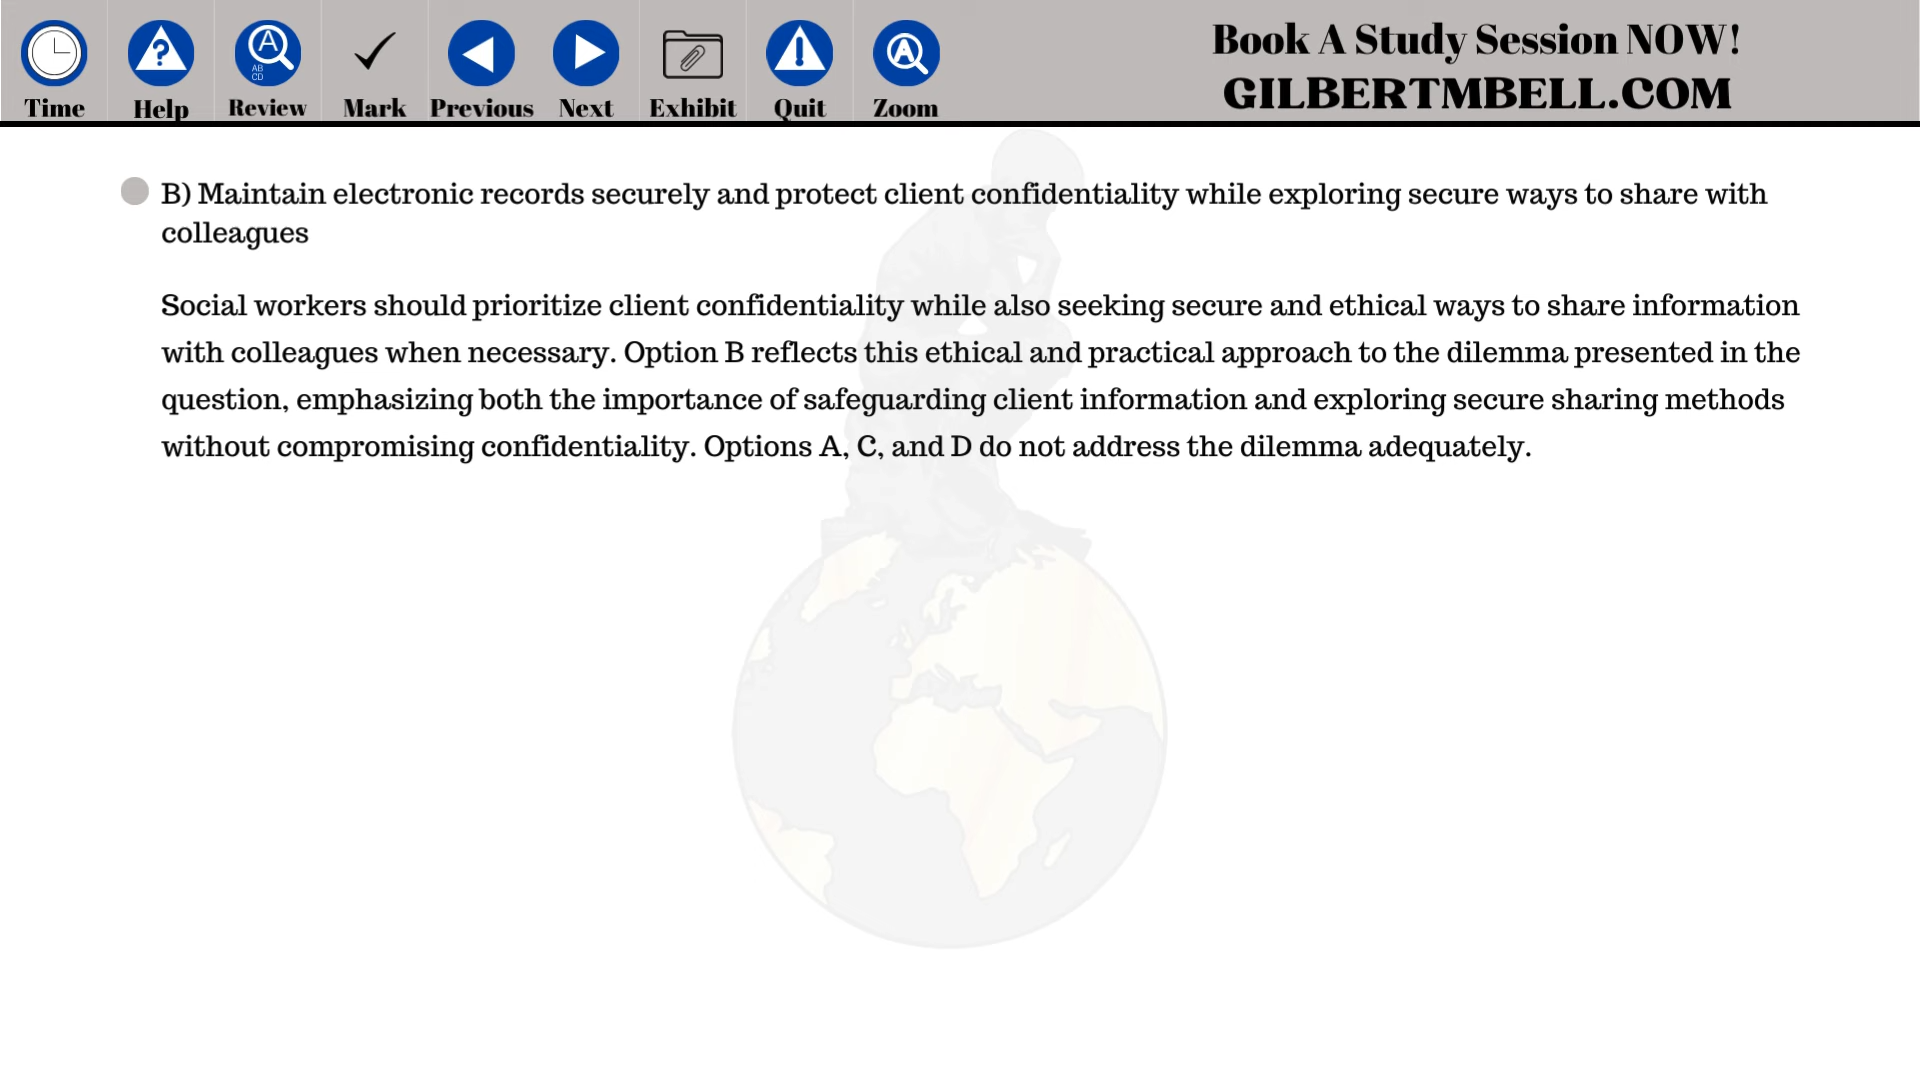 Time
Help
A
AB
CD
Review
Mark
Previous
Next
Exhibit
Quit
A
Zoom
Book A Study Session NOW!
GILBERTMBELL.COM
B) Maintain electronic records securely and protect client confidentiality while exploring secure ways to share with
colleagues
Social workers should prioritize client confidentiality while also seeking secure and ethical ways to share information
with colleagues when necessary. Option B reflects this ethical and practical approach to the dilemma presented in the
question, emphasizing both the importance of safeguarding client information and exploring secure sharing methods
without compromising confidentiality. Options A, C, and D do not address the dilemma adequately.